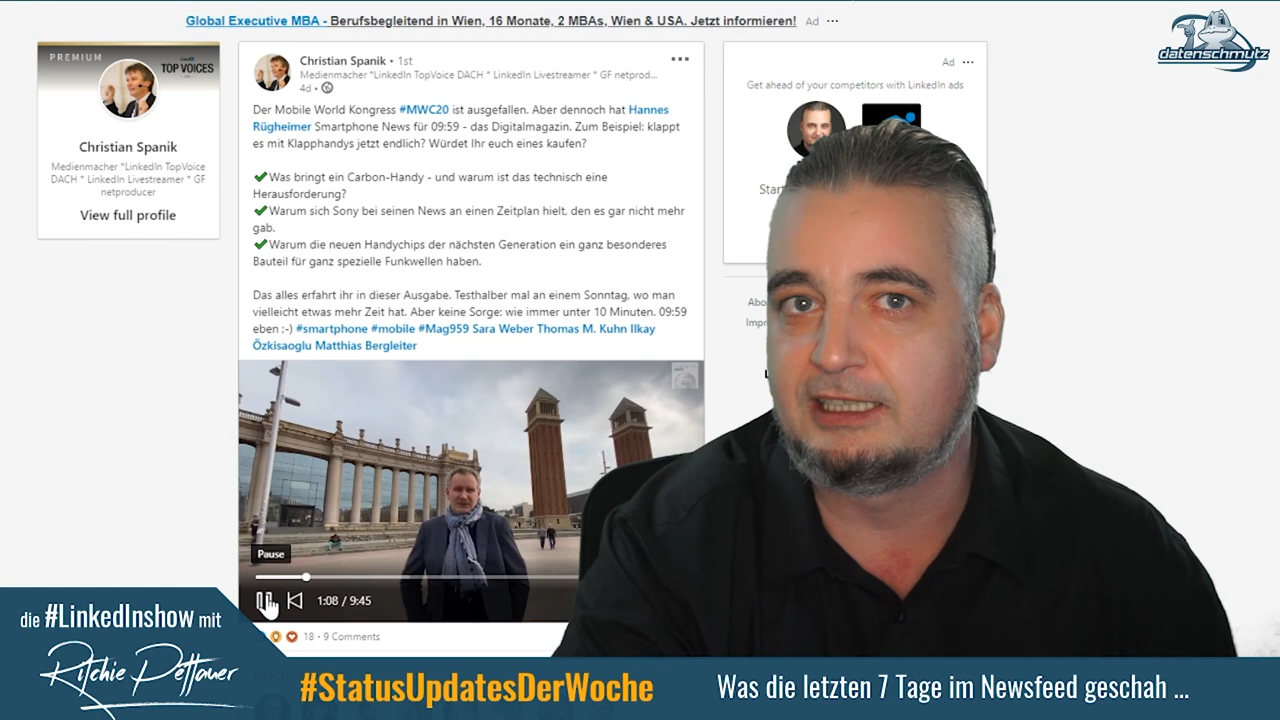 Global Executive MBA - Berufsbegleitend in Wien, 16 Monate, 2 MBAs, Wien & USA. Jetzt informieren! Ad ···
datenschmutz
PREMIUM
TOP VOICES
Christian Spanik
Medienmacher *LinkedIn TopVoice
DACH * LinkedIn Livestreamer * GF
netproducer
View full profile
Christian Spanik • 1st
Medienmacher *LinkedIn TopVoice DACH * LinkedIn Livestreamer * GF netprod...
4d •
Der Mobile World Kongress #MWC20 ist ausgefallen. Aber dennoch hat Hannes
Rügheimer Smartphone News für 09:59 - das Digitalmagazin. Zum Beispiel: klappt
es mit Klapphandys jetzt endlich? Würdet Ihr euch eines kaufen?
✔Was bringt ein Carbon-Handy - und warum ist das technisch eine
Herausforderung?
✔Warum sich Sony bei seinen News an einen Zeitplan hielt, den es gar nicht mehr
gab.
✔Warum die neuen Handychips der nächsten Generation ein ganz besonderes
Bauteil für ganz spezielle Funkwellen haben.
Das alles erfahrt ihr in dieser Ausgabe. Testhalber mal an einem Sonntag, wo man
vielleicht etwas mehr Zeit hat. Aber keine Sorge: wie immer unter 10 Minuten. 09:59
eben :-) #smartphone #mobile #Mag959 Sara Weber Thomas M. Kuhn Ilkay
Özkisaoglu Matthias Bergleiter
Pause
1:08 / 9:45
18 • 9 Comments
Ad ···
Get ahead of your competitors with LinkedIn ads
Start
Abo
Impr
die #LinkedInshow mit
Ritchie Pettauer
#StatusUpdatesDerWoche
Was die letzten 7 Tage im Newsfeed geschah ...